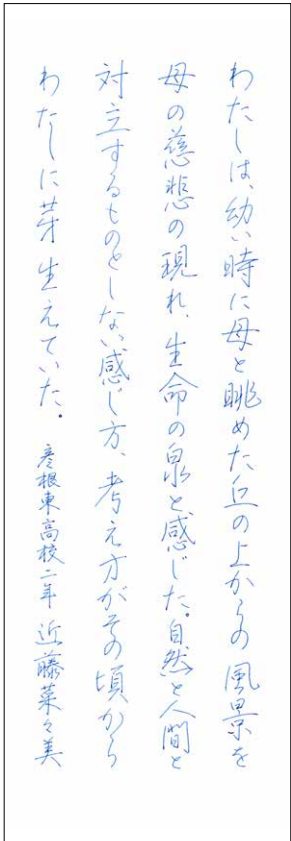 わたしは、幼い時に母と眺めた丘の上からの風景を
母の慈悲の現れ、生命の泉と感じた。自然と人間と
対立するものとしない感じ方、考え方がその頃から
わたしに芽生えていた。 彦根東高校二年 近藤菜々美